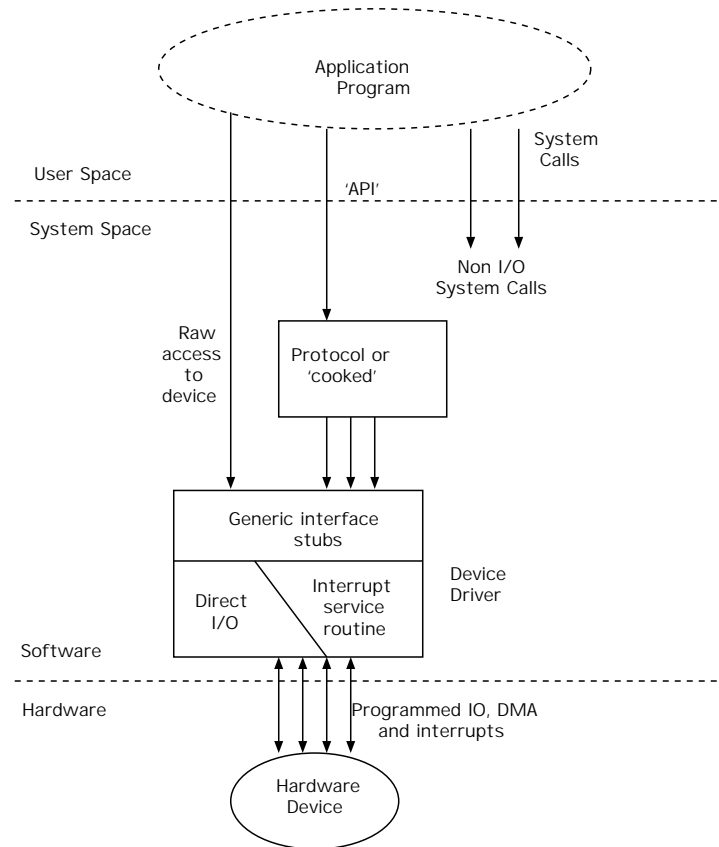 Application
Program
System
Calls
User Space
'API'
System Space
Non I/O
System Calls
Raw
access
to
device
Protocol or
'cooked'
Generic interface
stubs
Direct
I/O
Interrupt
service
routine
Device
Driver
Software
Hardware
Programmed IO, DMA
and interrupts
Hardware
Device